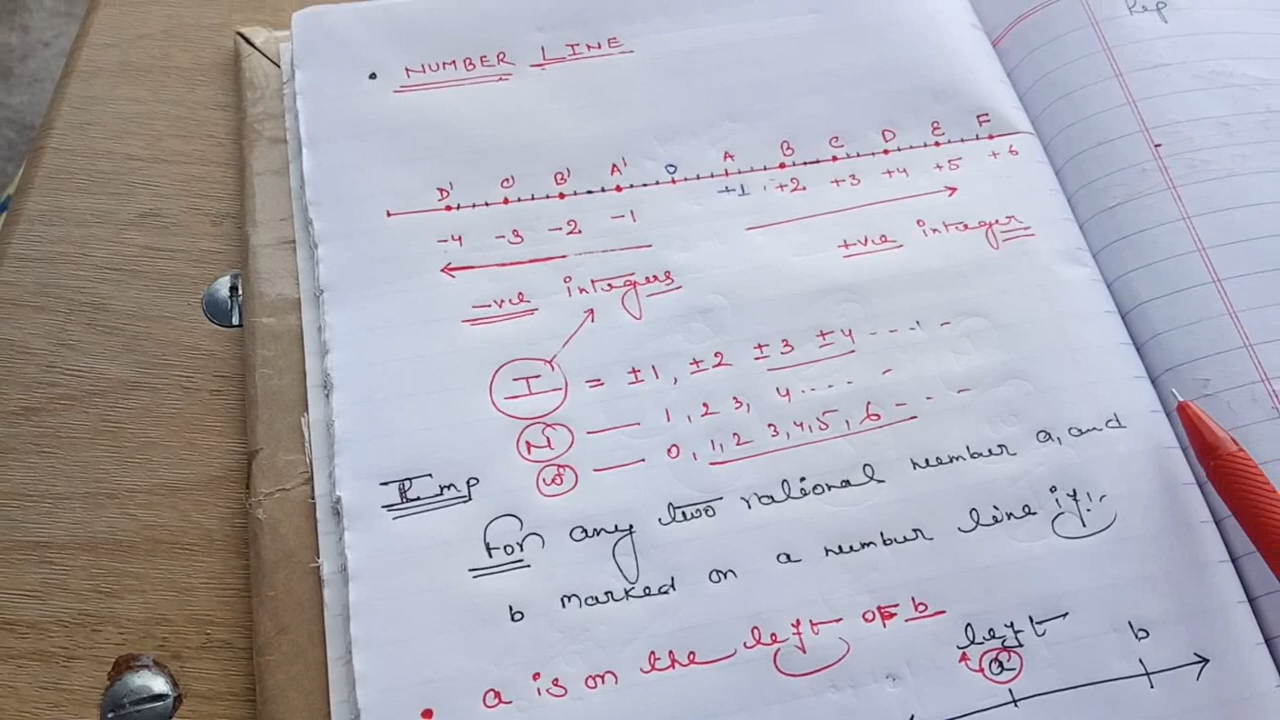 Rep
• NUMBER LINE
D' C' B' A' O A B C D E F
-4 -3 -2 -1 +1 +2 +3 +4 +5 +6
-ve integers +ve integer
I = ±1, ±2 ±3 ±4 .....
N — 1, 2 3, 4.... -
W — 0, 1, 2 3, 4, 5, 6 - - -
Imp
For any two rational number a, and
b marked on a number line if:-
• a is on the left of b
left
a b